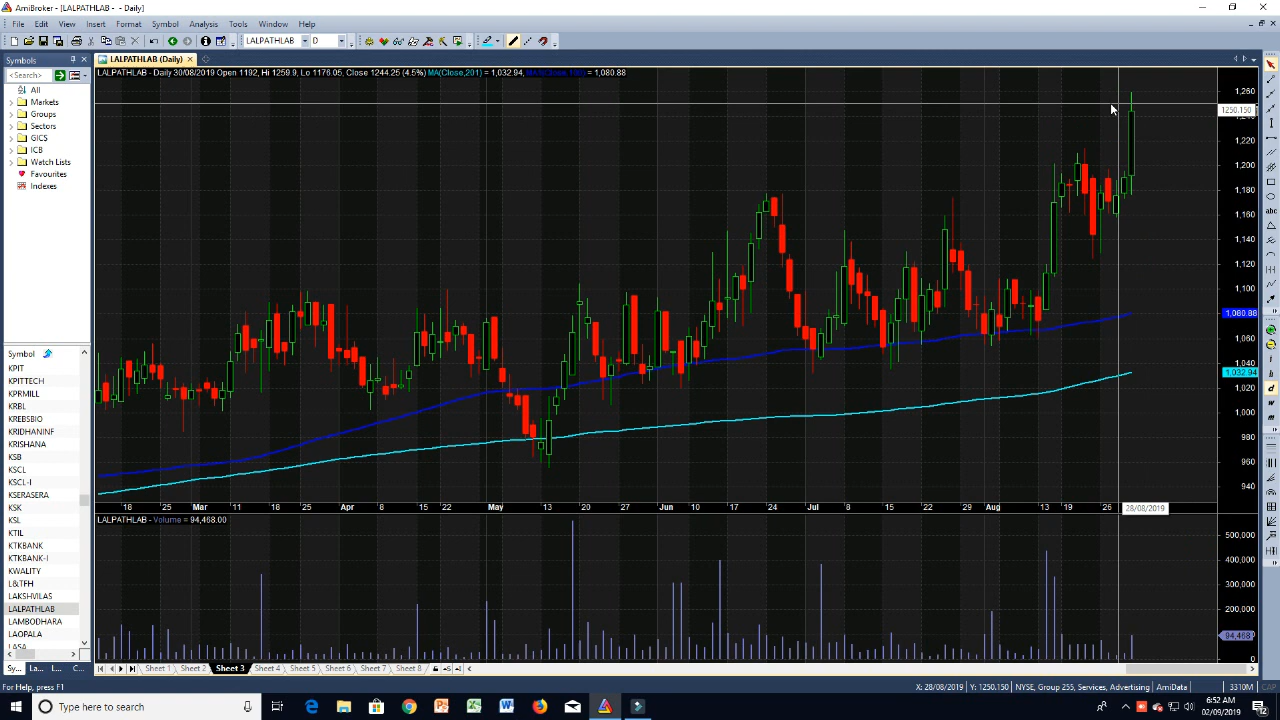 AmiBroker - [LALPATHLAB - - Daily]
File Edit View Insert Format Symbol Analysis Tools Window Help
LALPATHLAB D
Symbols
LALPATHLAB (Daily)
<Search>
LALPATHLAB - Daily 30/08/2019 Open 1192, Hi 1259.9, Lo 1176.05, Close 1244.25 (4.5%) MA(Close,201) = 1,032.94, = 1,080.88
All
Markets
Groups
Sectors
GICS
ICB
Watch Lists
Favourites
Indexes
1,260
1250.150
1,240
1,220
1,200
1,180
1,160
1,140
1,120
1,100
1,080.88
1,060
1,040
1,032.94
1,020
1,000
980
960
940
Symbol
KPIT
KPITTECH
KPRMILL
KRBL
KREBSBIO
KRIDHANINF
KRISHANA
KSB
KSCL
KSCL-I
KSERASERA
KSK
KSL
KTIL
KTKBANK
KTKBANK-I
KWALITY
L&TFH
LAKSHVILAS
LALPATHLAB
LAMBODHARA
LAOPALA
LASA
18 25 Mar 11 18 25 Apr 8 15 22 May 13 20 27 Jun 10 17 24 Jul 8 15 22 29 Aug 13 19 26 28/08/2019
LALPATHLAB - Volume = 94,468.00
500,000
400,000
300,000
200,000
94,468
0
abc
Sy... La... L... C...
Sheet 1 Sheet 2 Sheet 3 Sheet 4 Sheet 5 Sheet 6 Sheet 7 Sheet 8
For Help, press F1
X: 28/08/2019 Y: 1250.150 NYSE, Group 255, Services, Advertising AmiData 3310M CAP
Type here to search
6:52 AM
02/09/2019